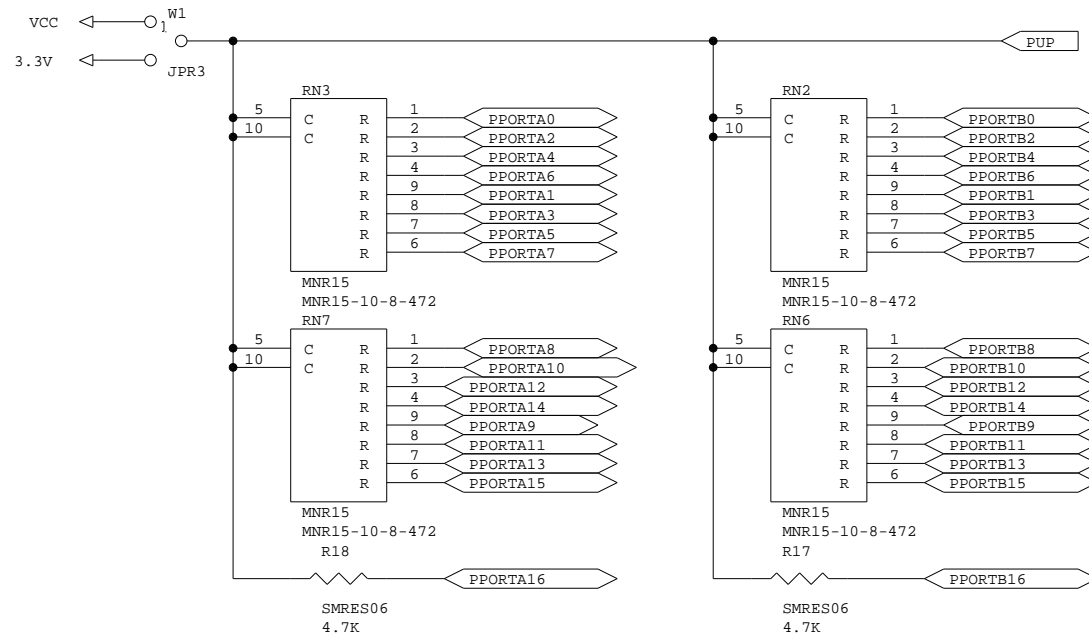 VCC
W1
1
3.3V
JPR3
PUP
RN3
5 C R 1 PPORTA0
10 C R 2 PPORTA2
R 3 PPORTA4
R 4 PPORTA6
R 9 PPORTA1
R 8 PPORTA3
R 7 PPORTA5
R 6 PPORTA7
MNR15
MNR15-10-8-472
RN2
5 C R 1 PPORTB0
10 C R 2 PPORTB2
R 3 PPORTB4
R 4 PPORTB6
R 9 PPORTB1
R 8 PPORTB3
R 7 PPORTB5
R 6 PPORTB7
MNR15
MNR15-10-8-472
RN7
5 C R 1 PPORTA8
10 C R 2 PPORTA10
R 3 PPORTA12
R 4 PPORTA14
R 9 PPORTA9
R 8 PPORTA11
R 7 PPORTA13
R 6 PPORTA15
MNR15
MNR15-10-8-472
RN6
5 C R 1 PPORTB8
10 C R 2 PPORTB10
R 3 PPORTB12
R 4 PPORTB14
R 9 PPORTB9
R 8 PPORTB11
R 7 PPORTB13
R 6 PPORTB15
MNR15
MNR15-10-8-472
R18
PPORTA16
SMRES06
4.7K
R17
PPORTB16
SMRES06
4.7K